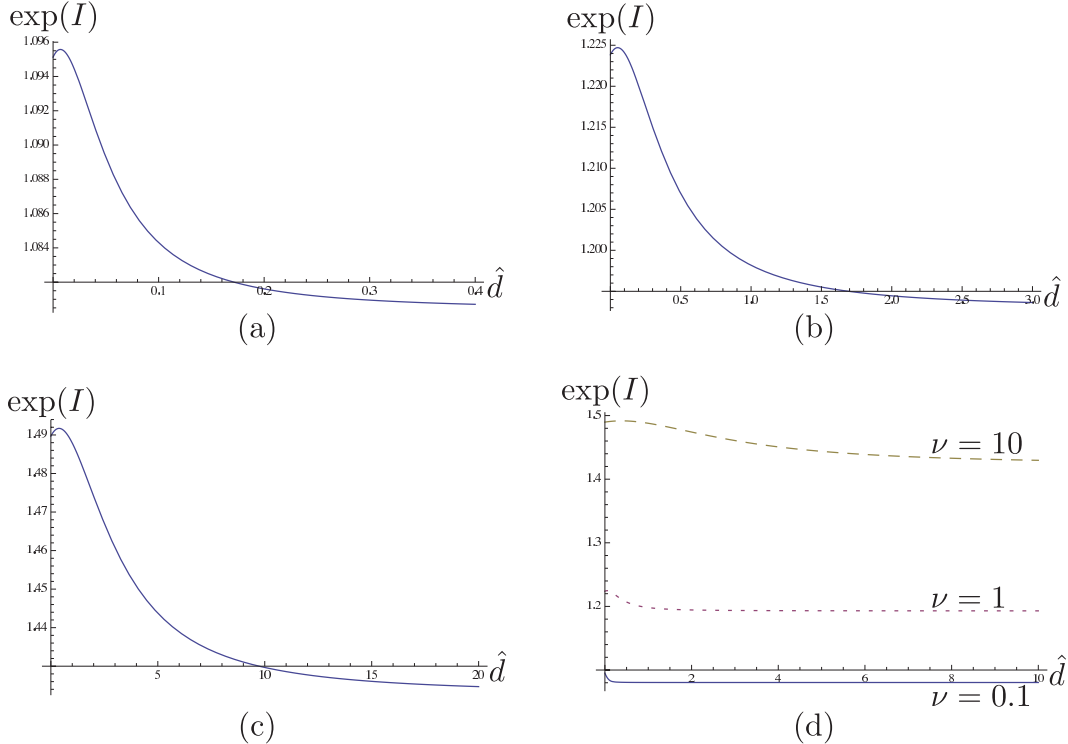 exp(I)
1.096
1.094
1.092
1.090
1.088
1.086
1.084
0.1 0.2 0.3 0.4 d̂
(a)
exp(I)
1.225
1.220
1.215
1.210
1.205
1.200
0.5 1.0 1.5 2.0 2.5 3.0 d̂
(b)
exp(I)
1.49
1.48
1.47
1.46
1.45
1.44
5 10 15 20 d̂
(c)
exp(I)
1.5
ν = 10
1.4
1.3
ν = 1
1.2
2 4 6 8 10 d̂
ν = 0.1
(d)